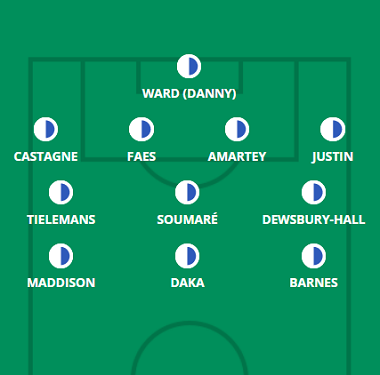 WARD (DANNY)
CASTAGNE FAES AMARTEY JUSTIN
TIELEMANS SOUMARÉ DEWSBURY-HALL
MADDISON DAKA BARNES